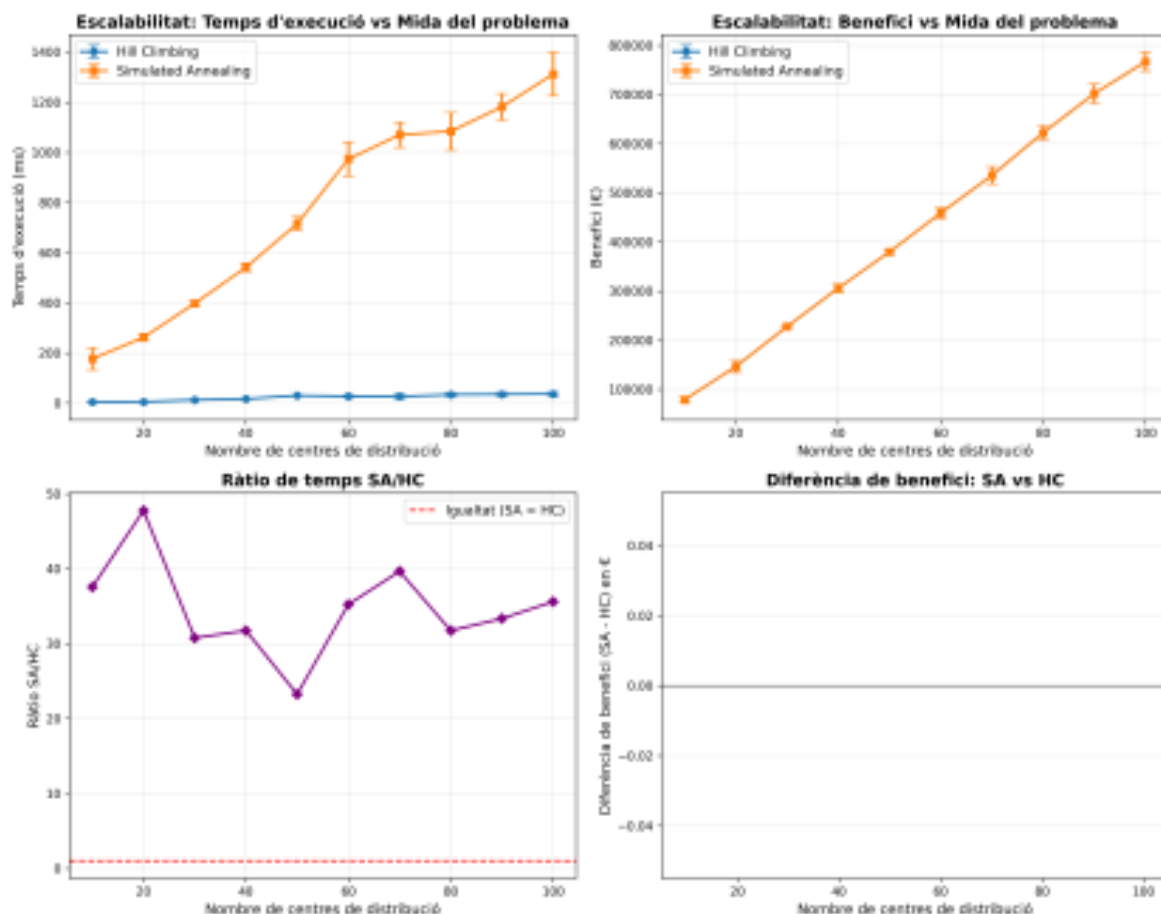 Escalabilitat: Temps d'execució vs Mida del problema
Hill Climbing
Simulated Annealing
Temps d'execució (ms)
1400
1200
1000
800
600
400
200
0
20
40
60
80
100
Nombre de centres de distribució
Escalabilitat: Benefici vs Mida del problema
Hill Climbing
Simulated Annealing
Benefici (€)
800000
700000
600000
500000
400000
300000
200000
100000
20
40
60
80
100
Nombre de centres de distribució
Ràtio de temps SA/HC
Igualtat (SA = HC)
Ràtio SA/HC
50
40
30
20
10
0
20
40
60
80
100
Nombre de centres de distribució
Diferència de benefici: SA vs HC
Diferència de benefici (SA - HC) en €
0.04
0.02
0.00
−0.02
−0.04
20
40
60
80
100
Nombre de centres de distribució